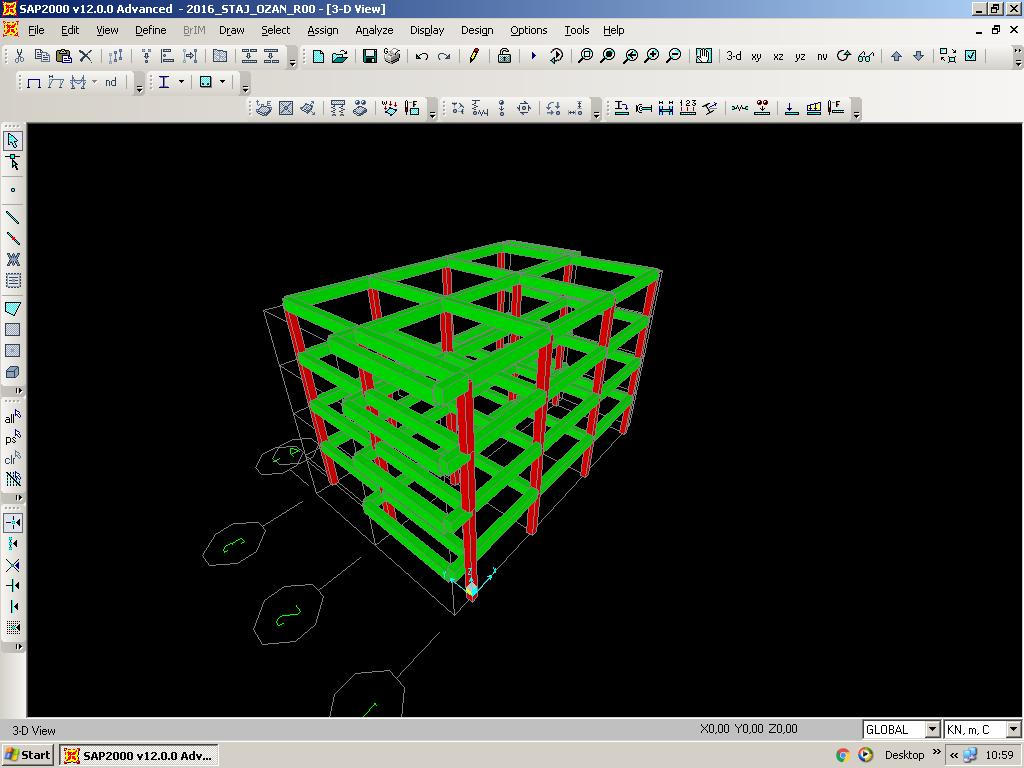 SAP2000 v12.0.0 Advanced - 2016_STAJ_OZAN_R00 - [3-D View]
File Edit View Define BrIM Draw Select Assign Analyze Display Design Options Tools Help
3-d xy xz yz nv
nd
all
ps
clr
Z
X
3-D View X0,00 Y0,00 Z0,00 GLOBAL KN, m, C
Start SAP2000 v12.0.0 Adv... Desktop » « 10:59